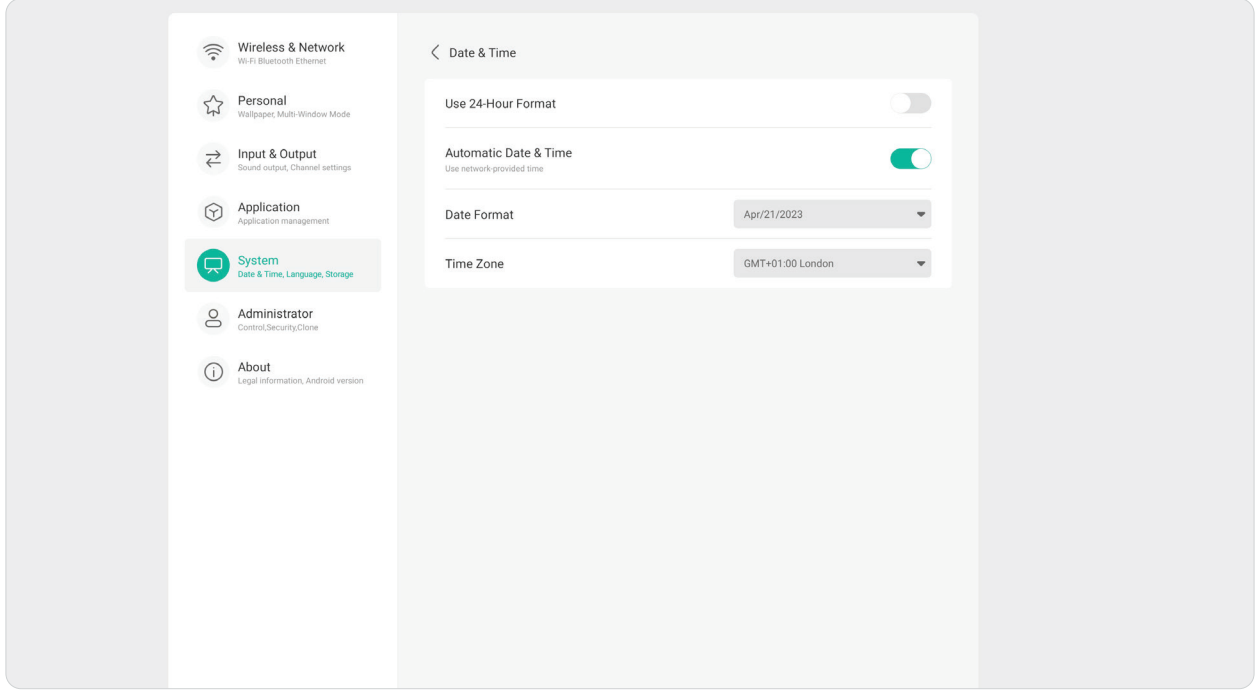 Wireless & Network
Wi-Fi Bluetooth Ethernet
Personal
Wallpaper, Multi-Window Mode
Input & Output
Sound output, Channel settings
Application
Application management
System
Date & Time, Language, Storage
Administrator
Control,Security,Clone
About
Legal information, Android version
Date & Time
Use 24-Hour Format
Automatic Date & Time
Use network-provided time
Date Format
Apr/21/2023
Time Zone
GMT+01:00 London